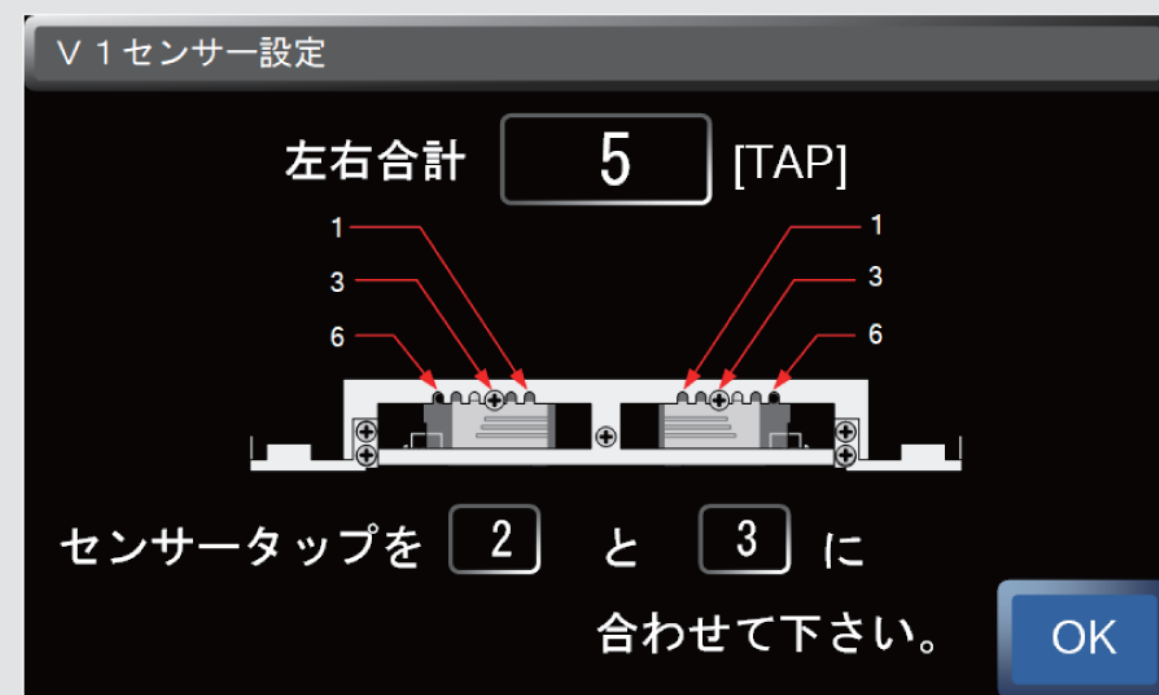 V1センサー設定
左右合計 5 [TAP]
1 1
3 3
6 6
センサータップを 2 と 3 に
合わせて下さい。
OK